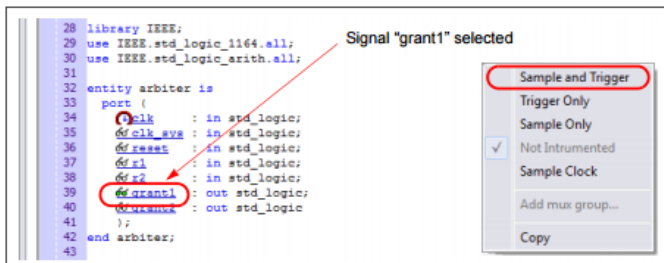 28 library IEEE;
29 use IEEE.std_logic_1164.all;
30 use IEEE.std_logic_arith.all;
31
32 entity arbiter is
33 port (
34 clk : in std_logic;
35 clk_sys : in std_logic;
36 reset : in std_logic;
37 r1 : in std_logic;
38 r2 : in std_logic;
39 grant1 : out std_logic;
40 grant2 : out std_logic
41 );
42 end arbiter;
43
Signal "grant1" selected
Sample and Trigger
Trigger Only
Sample Only
✓ Not Intrumented
Sample Clock
Add mux group...
Copy